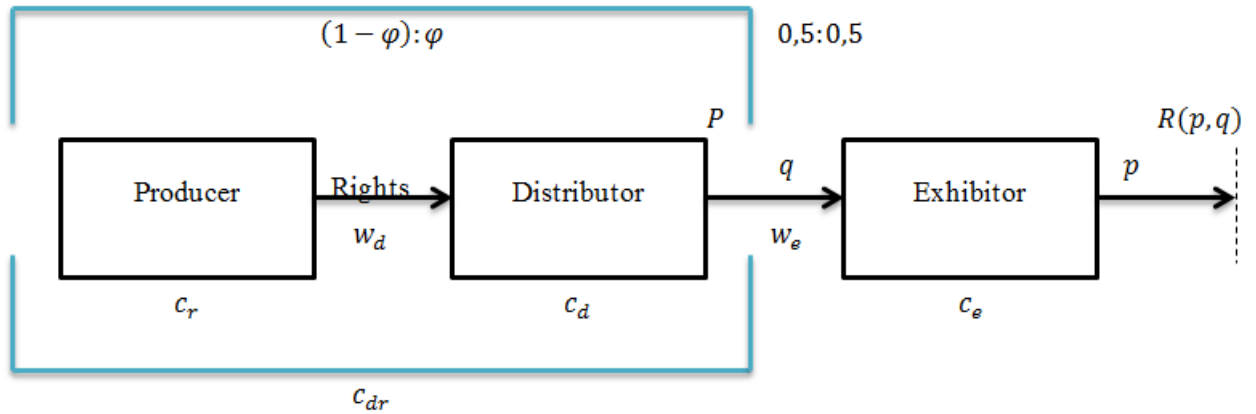 (1 − φ): φ
0,5: 0,5
P
R(p, q)
Producer
Rights
Distributor
q
Exhibitor
p
w_d
w_e
c_r
c_d
c_e
c_dr